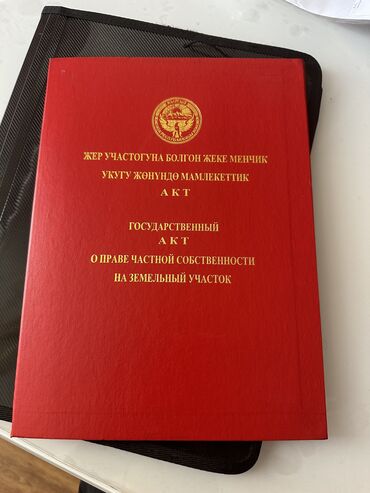 ЖЕР УЧАСТОГУНА БОЛГОН ЖЕКЕ МЕНЧИК
УКУГУ ЖӨНҮНДӨ МАМЛЕКЕТТИК
АКТ
ГОСУДАРСТВЕННЫЙ
АКТ
О ПРАВЕ ЧАСТНОЙ СОБСТВЕННОСТИ
НА ЗЕМЕЛЬНЫЙ УЧАСТОК